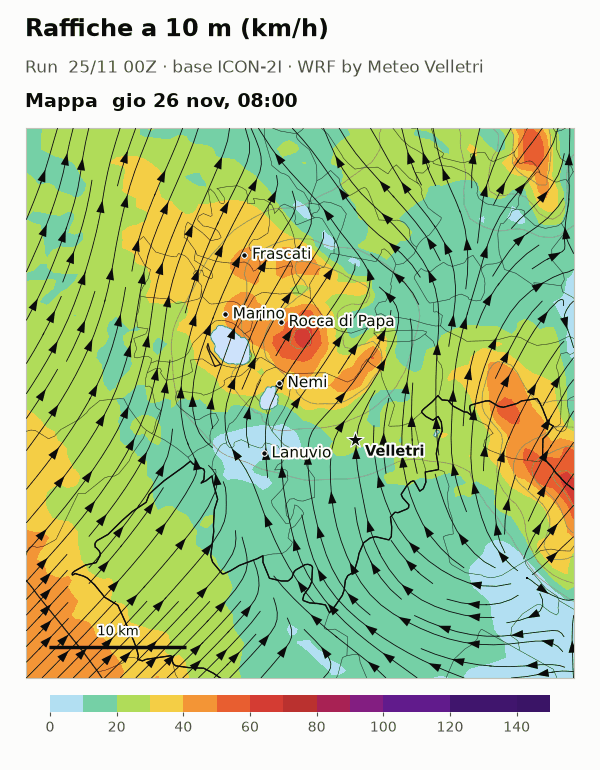 Raffiche a 10 m (km/h)
Run  25/11 00Z · base ICON-2I · WRF by Meteo Velletri
Mappa  gio 26 nov, 08:00
Frascati
Marino
Rocca di Papa
Nemi
Velletri
Lanuvio
10 km
0 20 40 60 80 100 120 140